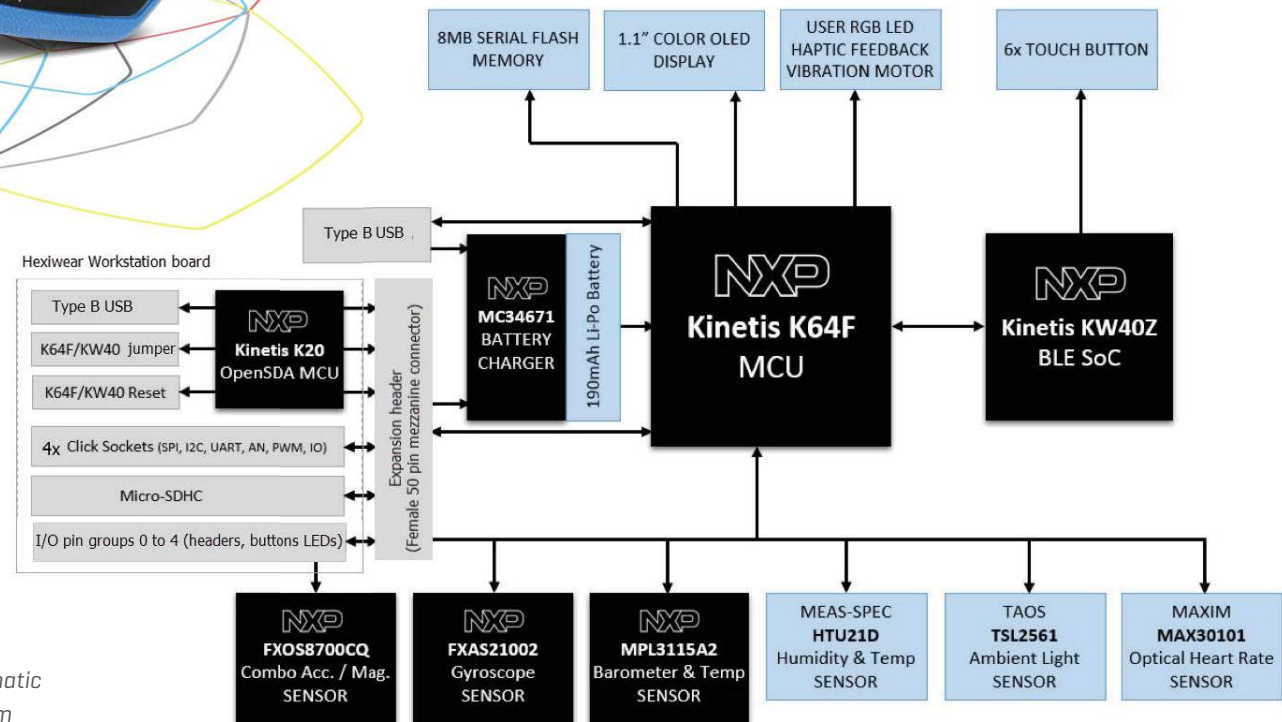 8MB SERIAL FLASH
MEMORY
1.1” COLOR OLED
DISPLAY
USER RGB LED
HAPTIC FEEDBACK
VIBRATION MOTOR
6x TOUCH BUTTON
Type B USB
Hexiwear Workstation board
Type B USB
K64F/KW40 jumper
K64F/KW40 Reset
NXP
Kinetis K20
OpenSDA MCU
4x Click Sockets (SPI, I2C, UART, AN, PWM, IO)
Micro-SDHC
I/O pin groups 0 to 4 (headers, buttons LEDs)
Expansion header
(Female 50 pin mezzanine connector)
NXP
MC34671
BATTERY
CHARGER
190mAh Li-Po Battery
NXP
Kinetis K64F
MCU
NXP
Kinetis KW40Z
BLE SoC
NXP
FXOS8700CQ
Combo Acc. / Mag.
SENSOR
NXP
FXAS21002
Gyroscope
SENSOR
NXP
MPL3115A2
Barometer & Temp
SENSOR
MEAS-SPEC
HTU21D
Humidity & Temp
SENSOR
TAOS
TSL2561
Ambient Light
SENSOR
MAXIM
MAX30101
Optical Heart Rate
SENSOR